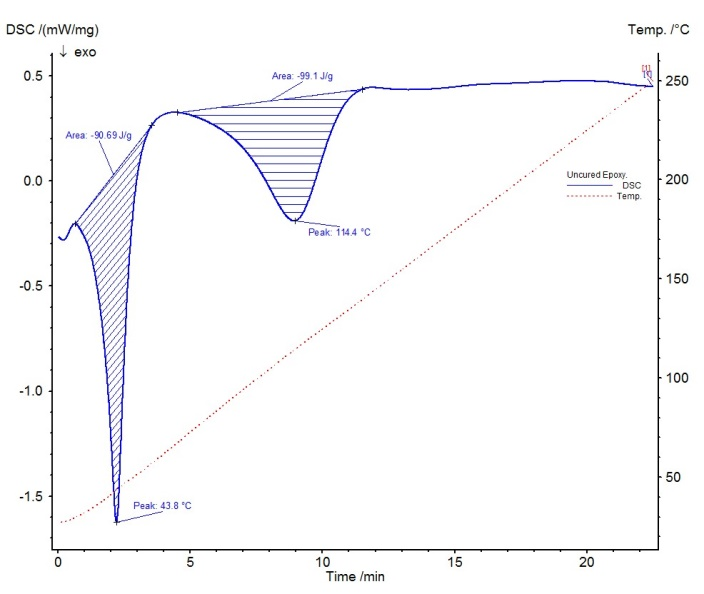 DSC /(mW/mg)
Temp. /°C
↓ exo
[1]
0.5
0.0
-0.5
-1.0
-1.5
250
200
150
100
50
Area: -99.1 J/g
Area: -90.69 J/g
Uncured Epoxy.
DSC
Temp.
Peak: 114.4 °C
Peak: 43.8 °C
0
5
10
15
20
Time /min